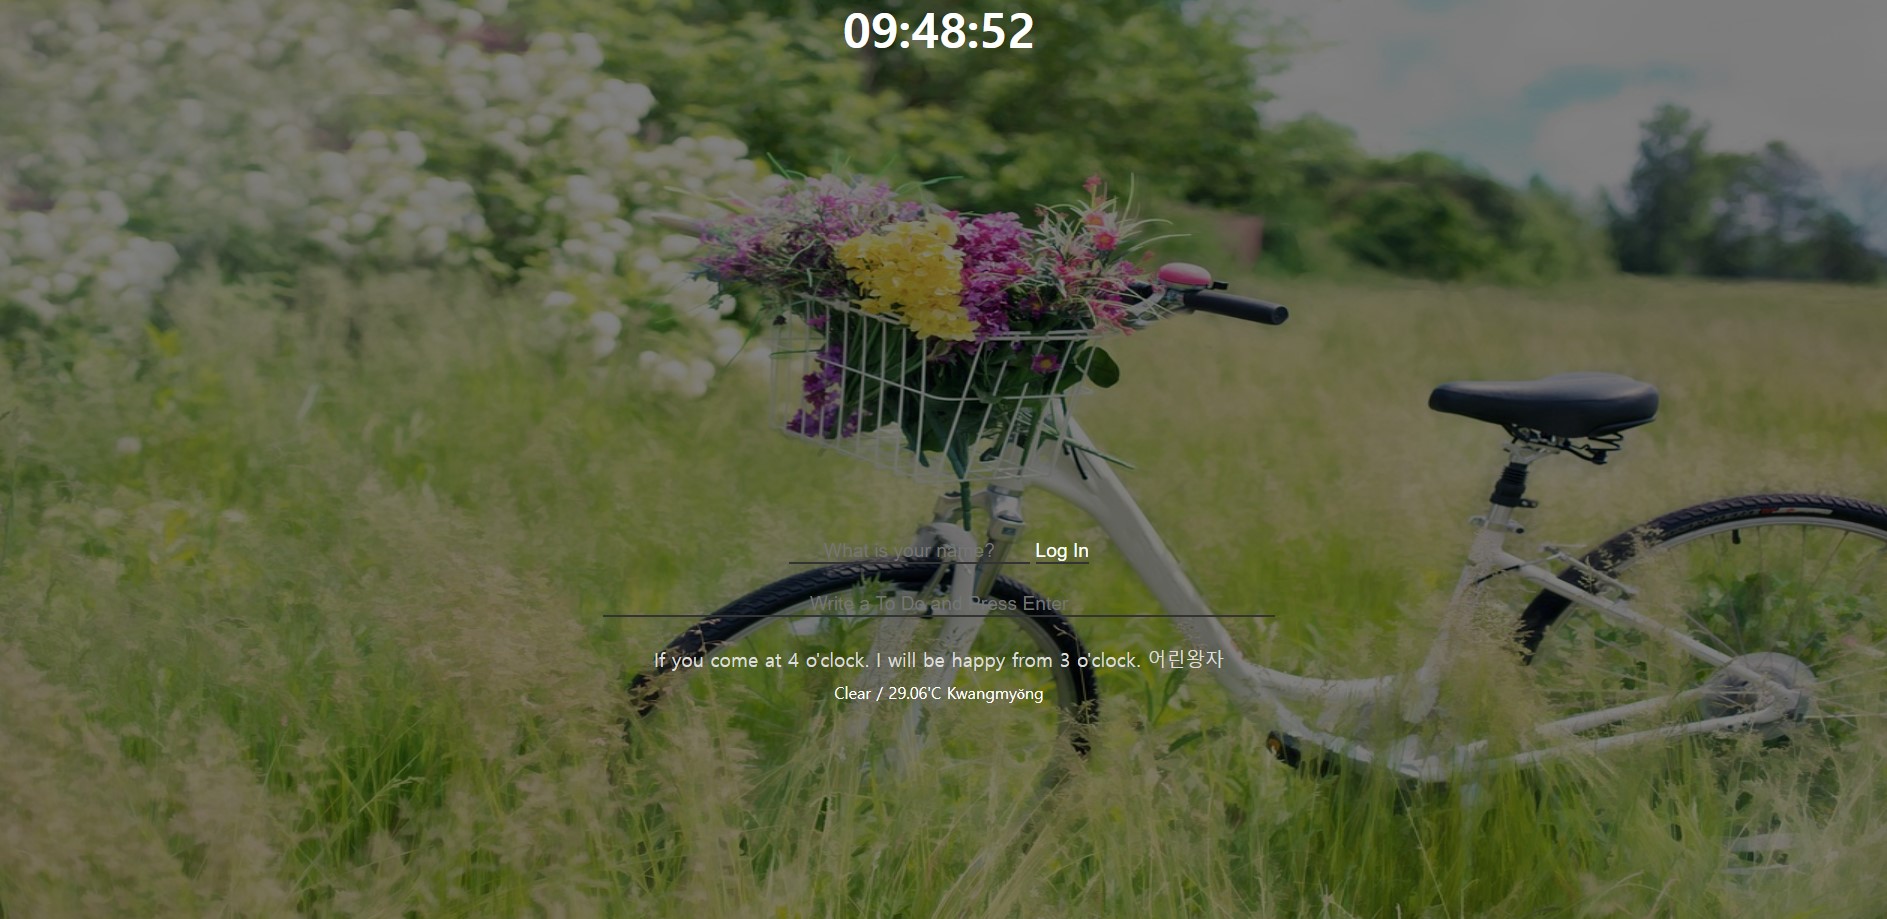 09:48:52
What is your name? Log In
Write a To Do and Press Enter
If you come at 4 o'clock. I will be happy from 3 o'clock. 어린왕자
Clear / 29.06'C Kwangmyŏng